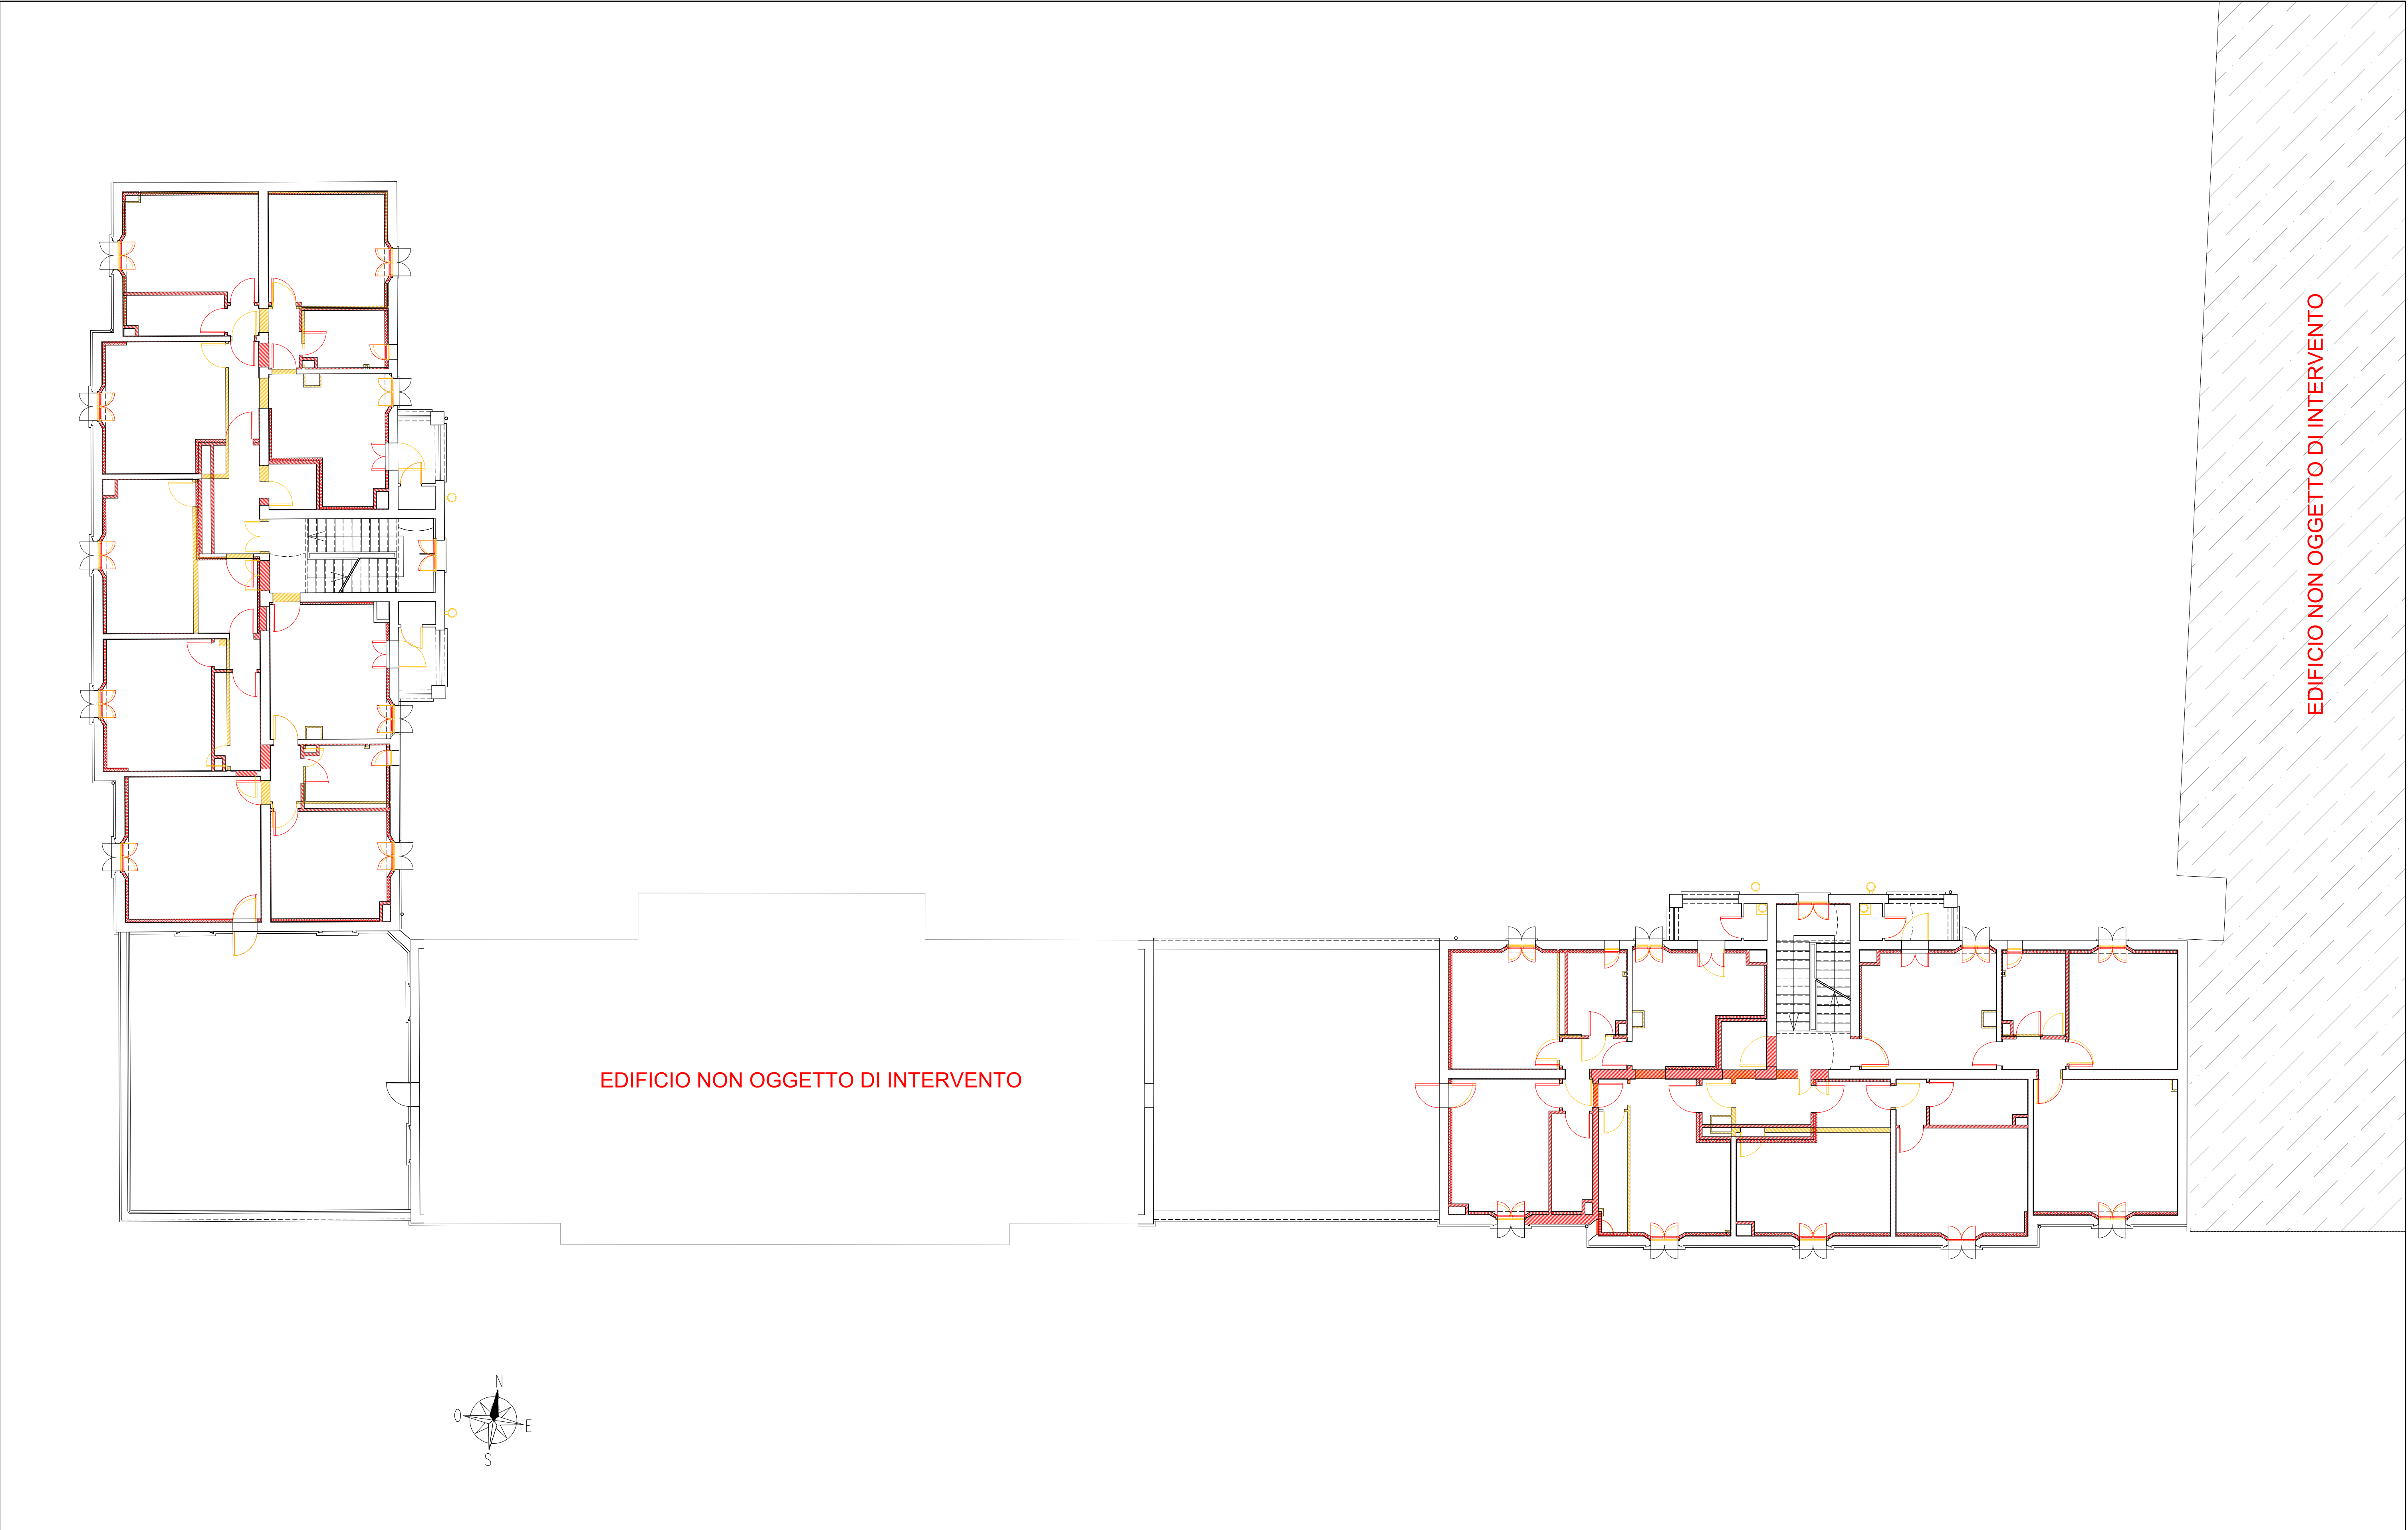 EDIFICIO NON OGGETTO DI INTERVENTO
EDIFICIO NON OGGETTO DI INTERVENTO
N
O
E
S